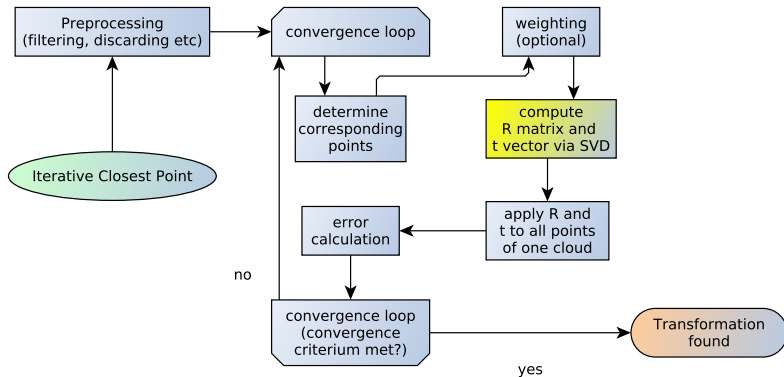 Preprocessing
(filtering, discarding etc)
convergence loop
weighting
(optional)
determine
corresponding
points
compute
R matrix and
t vector via SVD
Iterative Closest Point
apply R and
t to all points
of one cloud
error
calculation
no
convergence loop
(convergence
criterium met?)
Transformation
found
yes